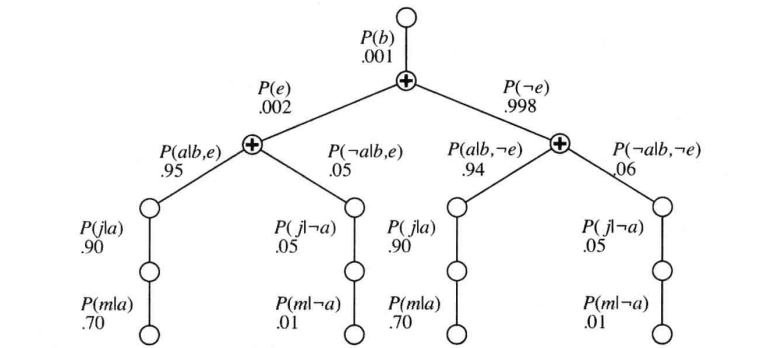 P(b)
.001
P(e)
.002
P(¬e)
.998
P(a|b,e)
.95
P(¬a|b,e)
.05
P(a|b,¬e)
.94
P(¬a|b,¬e)
.06
P(j|a)
.90
P(j|¬a)
.05
P(j|a)
.90
P(j|¬a)
.05
P(m|a)
.70
P(m|¬a)
.01
P(m|a)
.70
P(m|¬a)
.01